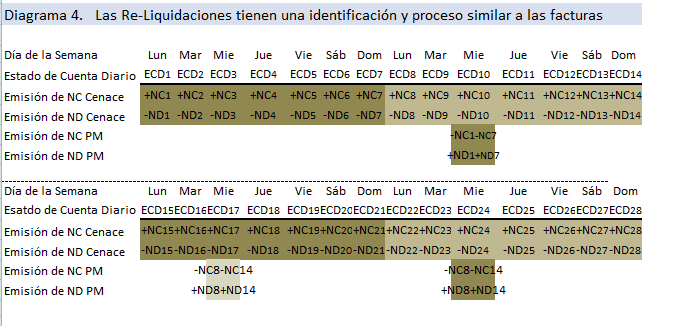 Diagrama 4. Las Re-Liquidaciones tienen una identificación y proceso similar a las facturas
Día de la Semana Lun Mar Mie Jue Vie Sáb Dom Lun Mar Mie Jue Vie Sáb Dom
Estado de Cuenta Diario ECD1 ECD2 ECD3 ECD4 ECD5 ECD6 ECD7 ECD8 ECD9 ECD10 ECD11 ECD12 ECD13 ECD14
Emisión de NC Cenace +NC1 +NC2 +NC3 +NC4 +NC5 +NC6 +NC7 +NC8 +NC9 +NC10 +NC11 +NC12 +NC13 +NC14
Emisión de ND Cenace -ND1 -ND2 -ND3 -ND4 -ND5 -ND6 -ND7 -ND8 -ND9 -ND10 -ND11 -ND12 -ND13 -ND14
Emisión de NC PM -NC1-NC7
Emisión de ND PM +ND1+ND7
Día de la Semana Lun Mar Mie Jue Vie Sáb Dom Lun Mar Mie Jue Vie Sáb Dom
Esatdo de Cuenta Diario ECD15 ECD16 ECD17 ECD18 ECD19 ECD20 ECD21 ECD22 ECD23 ECD24 ECD25 ECD26 ECD27 ECD28
Emisión de NC Cenace +NC15 +NC16 +NC17 +NC18 +NC19 +NC20 +NC21 +NC22 +NC23 +NC24 +NC25 +NC26 +NC27 +NC28
Emisión de ND Cenace -ND15 -ND16 -ND17 -ND18 -ND19 -ND20 -ND21 -ND22 -ND23 -ND24 -ND25 -ND26 -ND27 -ND28
Emisión de NC PM -NC8-NC14 -NC8-NC14
Emisión de ND PM +ND8+ND14 +ND8+ND14